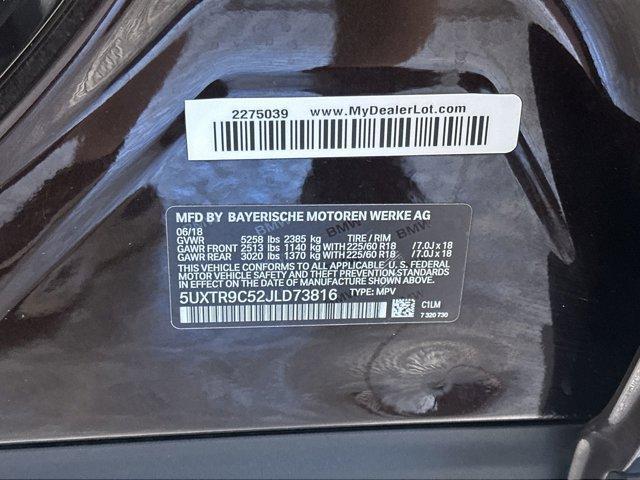 2275039 www.MyDealerLot.com
MFD BY BAYERISCHE MOTOREN WERKE AG
06/18
GVWR 5258 lbs 2385 kg TIRE / RIM
GAWR FRONT 2513 lbs 1140 kg WITH 225/60 R18 /7.0J x 18
GAWR REAR 3020 lbs 1370 kg WITH 225/60 R18 /7.0J x 18
THIS VEHICLE CONFORMS TO ALL APPLICABLE U. S. FEDERAL
MOTOR VEHICLE SAFETY STANDARDS IN EFFECT
ON THE DATE OF MANUFACTURE SHOWN ABOVE.
5UXTR9C52JLD73816 TYPE: MPV
C1LM
7 320 730